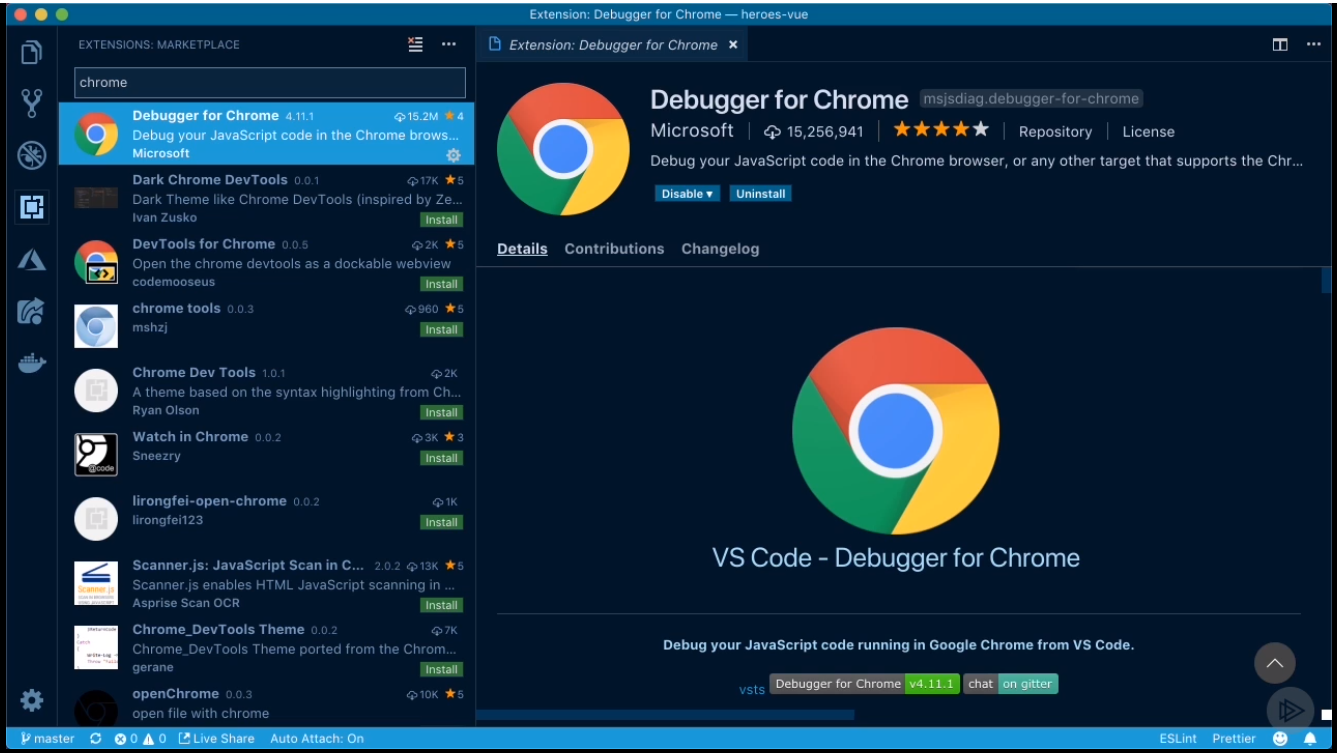 Extension: Debugger for Chrome — heroes-vue
EXTENSIONS: MARKETPLACE
chrome
Debugger for Chrome 4.11.1 15.2M 4
Debug your JavaScript code in the Chrome brows...
Microsoft
Dark Chrome DevTools 0.0.1 17K 5
Dark Theme like Chrome DevTools (inspired by Ze...
Ivan Zusko
Install
DevTools for Chrome 0.0.5 2K 5
Open the chrome devtools as a dockable webview
codemooseus
Install
chrome tools 0.0.3 960 5
mshzj
Install
Chrome Dev Tools 1.0.1 2K
A theme based on the syntax highlighting from Ch...
Ryan Olson
Install
Watch in Chrome 0.0.2 3K 3
Sneezry
@code
Install
lirongfei-open-chrome 0.0.2 1K
lirongfei123
Install
Scanner.js: JavaScript Scan in C... 2.0.2 13K 5
Scanner.js enables HTML JavaScript scanning in ...
Scanner.js
Asprise Scan OCR
Install
Chrome_DevTools Theme 0.0.2 7K
Chrome_DevTools Theme ported from the Chrom...
gerane
Install
openChrome 0.0.3 10K 5
open file with chrome
Extension: Debugger for Chrome
Debugger for Chrome msjsdiag.debugger-for-chrome
Microsoft 15,256,941 Repository License
Debug your JavaScript code in the Chrome browser, or any other target that supports the Chr...
Disable Uninstall
Details Contributions Changelog
VS Code - Debugger for Chrome
Debug your JavaScript code running in Google Chrome from VS Code.
vsts Debugger for Chrome v4.11.1 chat on gitter
master 0 0 Live Share Auto Attach: On ESLint Prettier